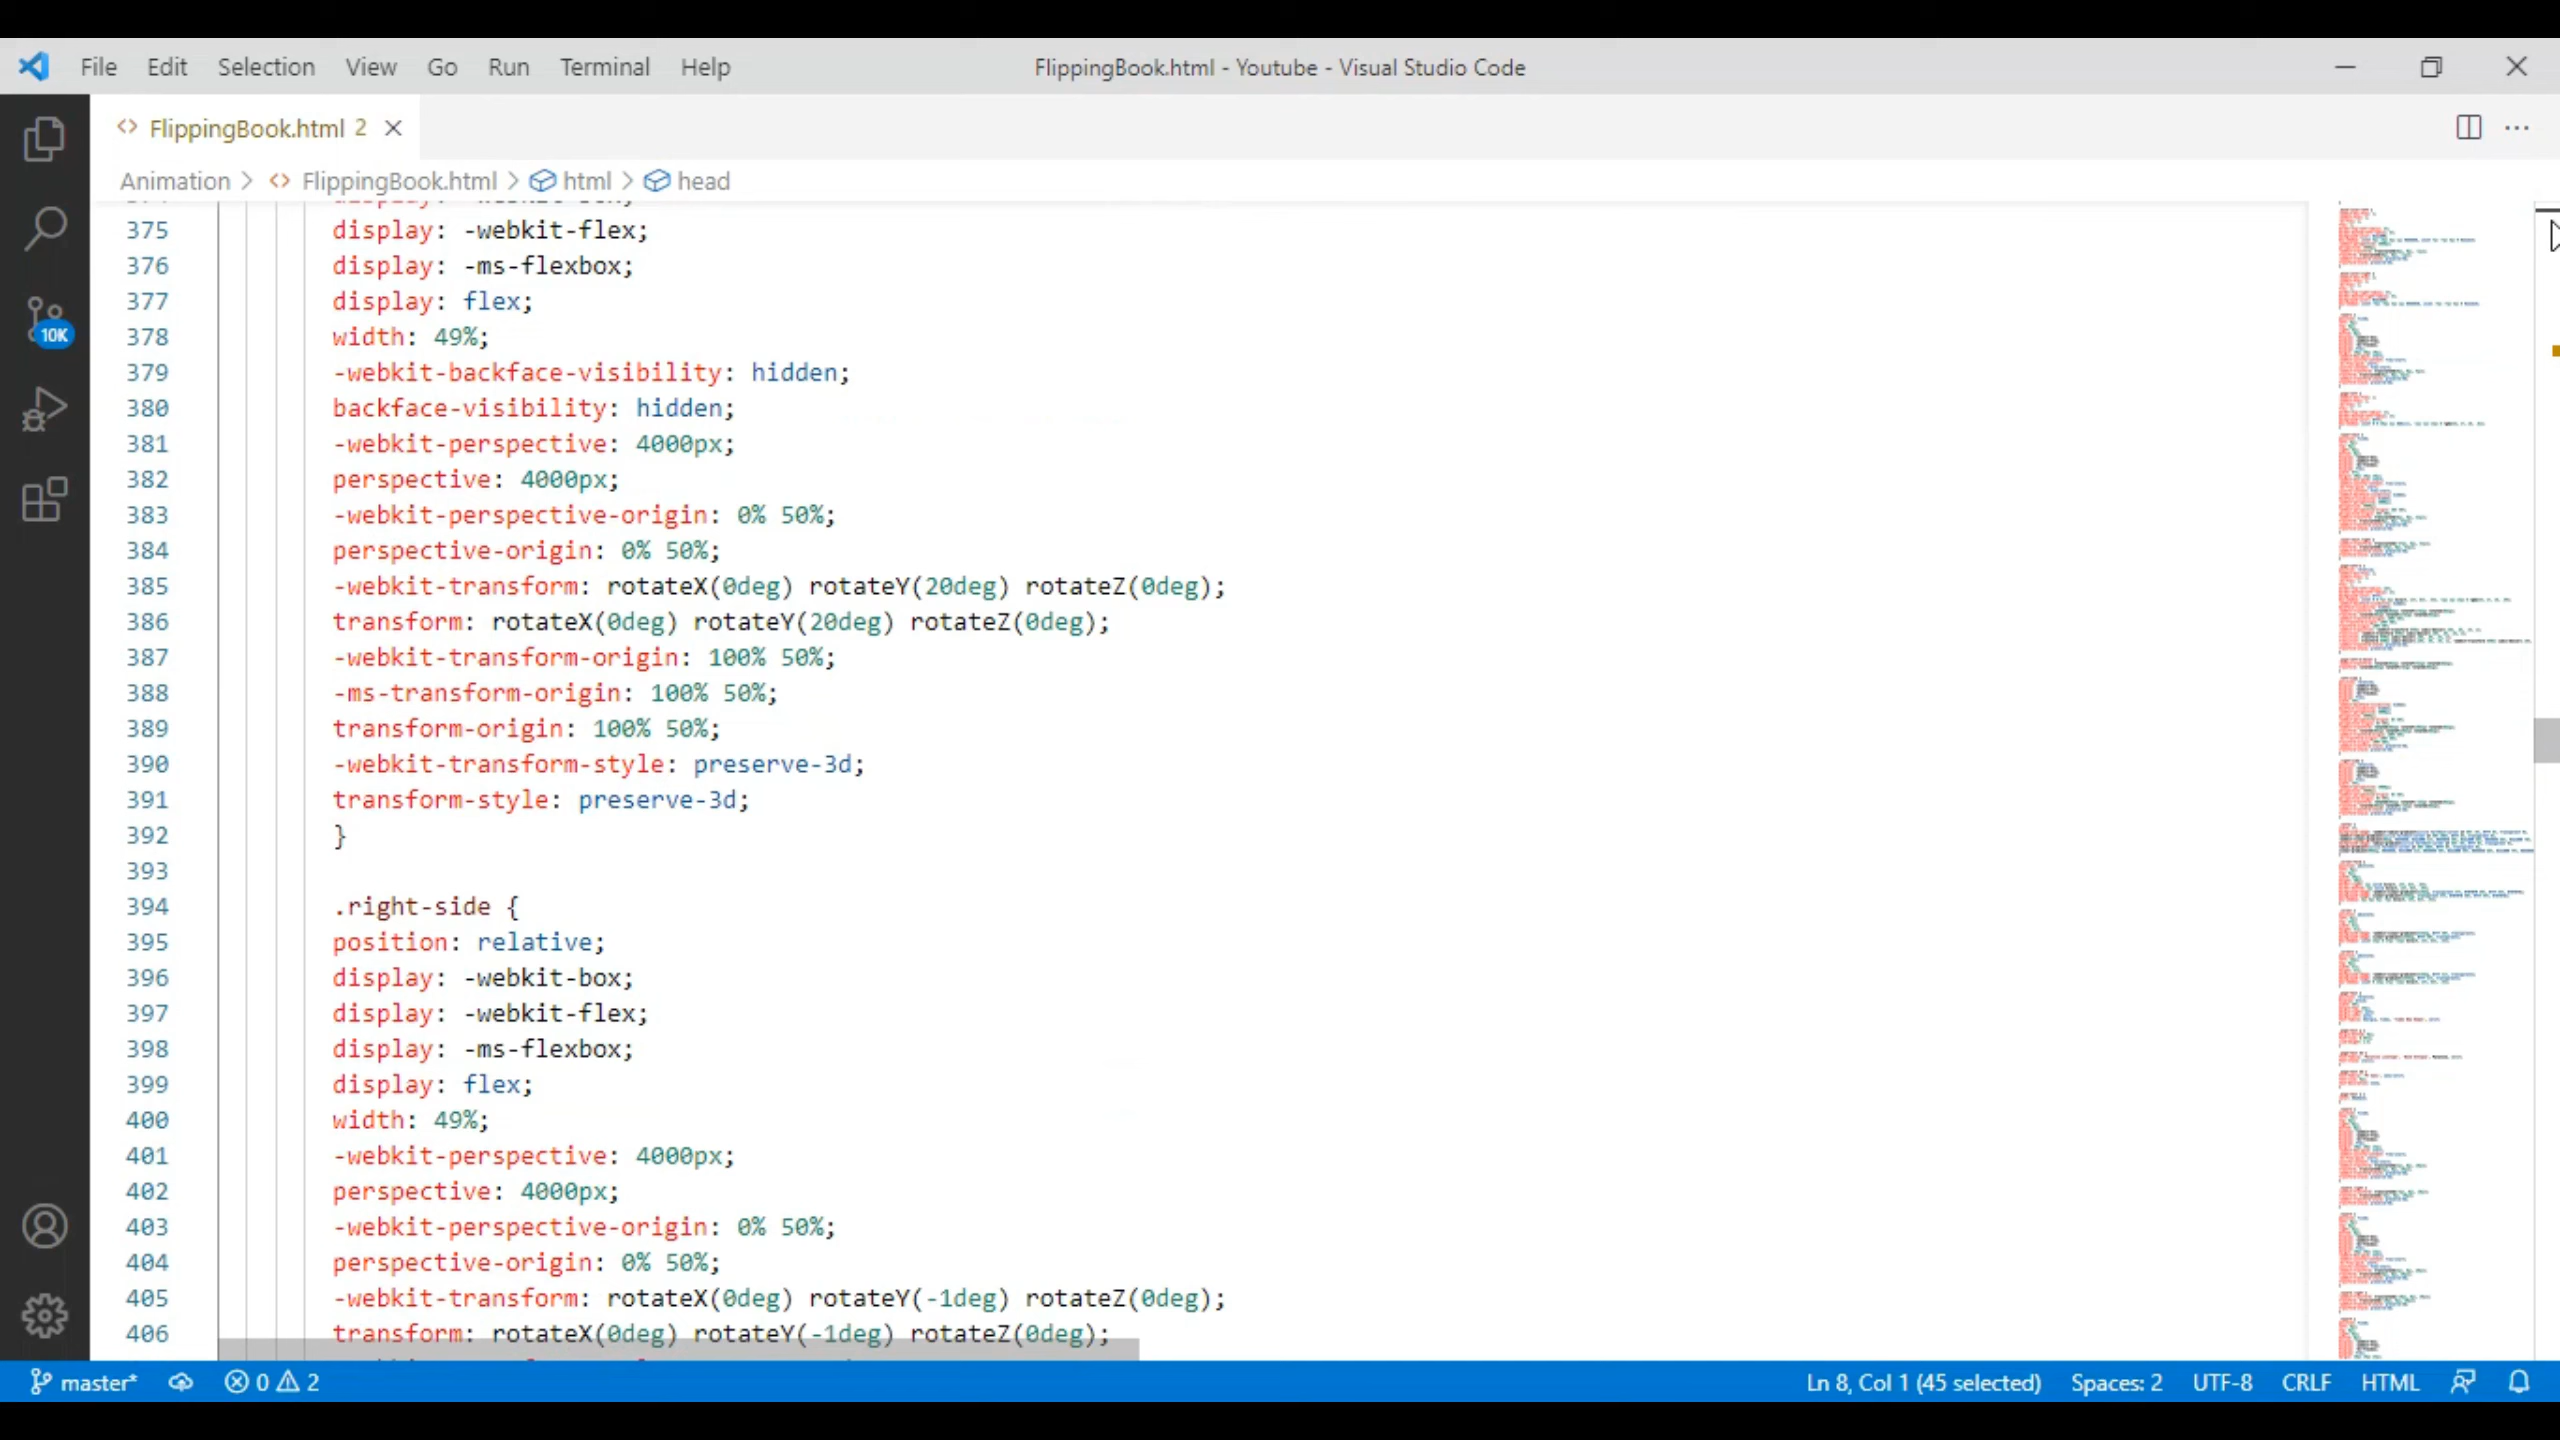 File Edit Selection View Go Run Terminal Help
FlippingBook.html - Youtube - Visual Studio Code
FlippingBook.html 2
Animation > FlippingBook.html > html > head
375 display: -webkit-flex;
376 display: -ms-flexbox;
377 display: flex;
378 width: 49%;
379 -webkit-backface-visibility: hidden;
380 backface-visibility: hidden;
381 -webkit-perspective: 4000px;
382 perspective: 4000px;
383 -webkit-perspective-origin: 0% 50%;
384 perspective-origin: 0% 50%;
385 -webkit-transform: rotateX(0deg) rotateY(20deg) rotateZ(0deg);
386 transform: rotateX(0deg) rotateY(20deg) rotateZ(0deg);
387 -webkit-transform-origin: 100% 50%;
388 -ms-transform-origin: 100% 50%;
389 transform-origin: 100% 50%;
390 -webkit-transform-style: preserve-3d;
391 transform-style: preserve-3d;
392 }
393
394 .right-side {
395 position: relative;
396 display: -webkit-box;
397 display: -webkit-flex;
398 display: -ms-flexbox;
399 display: flex;
400 width: 49%;
401 -webkit-perspective: 4000px;
402 perspective: 4000px;
403 -webkit-perspective-origin: 0% 50%;
404 perspective-origin: 0% 50%;
405 -webkit-transform: rotateX(0deg) rotateY(-1deg) rotateZ(0deg);
406 transform: rotateX(0deg) rotateY(-1deg) rotateZ(0deg);
10K
master* 0 2
Ln 8, Col 1 (45 selected) Spaces: 2 UTF-8 CRLF HTML